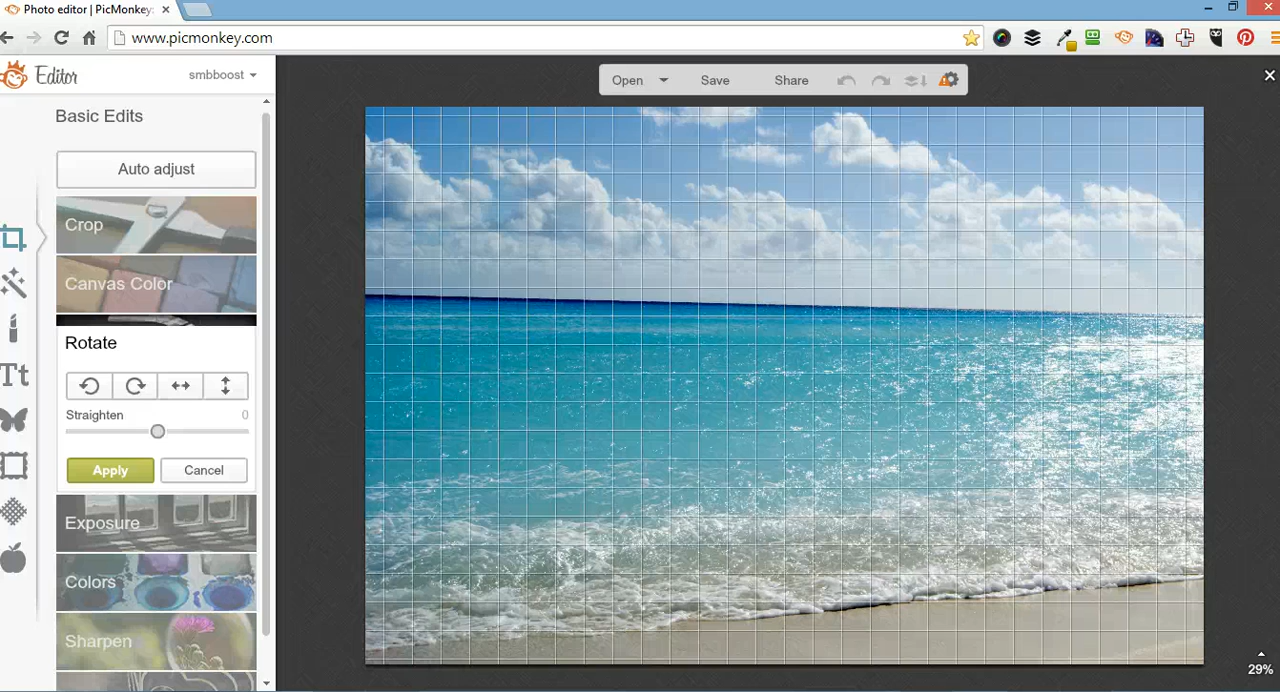 Photo editor | PicMonkey:
www.picmonkey.com
Editor
smbboost
Open
Save
Share
Basic Edits
Auto adjust
Crop
Canvas Color
Rotate
Straighten 0
Apply
Cancel
Exposure
Colors
Sharpen
Tt
29%